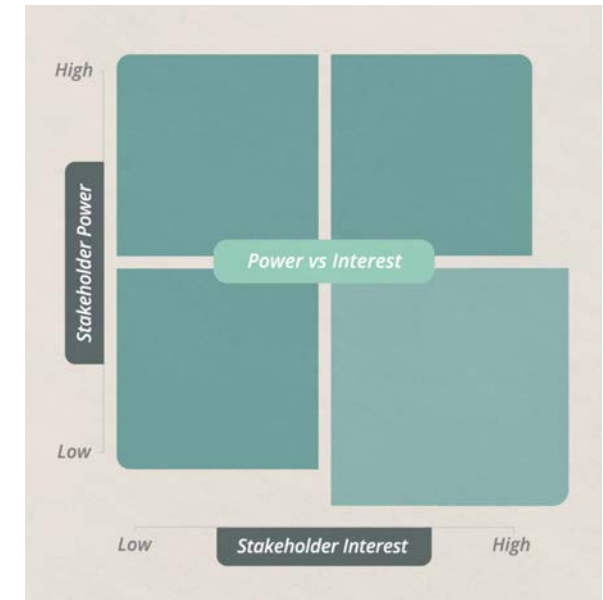 High
Stakeholder Power
Power vs Interest
Low
Low
Stakeholder Interest
High